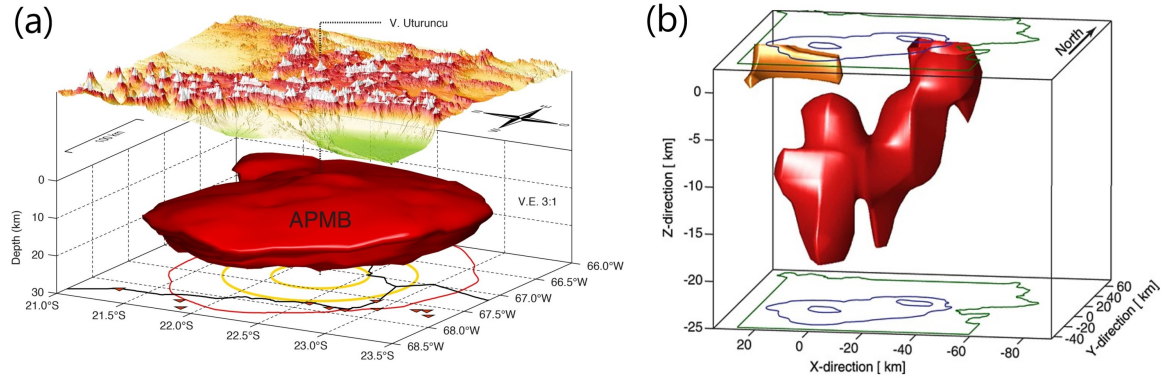 (a)
V. Uturuncu
100 km
0
10
20
30
Depth (km)
APMB
V.E. 3:1
21.0°S
21.5°S
22.0°S
22.5°S
23.0°S
23.5°S
68.5°W
68.0°W
67.0°W
66.5°W
66.0°W
(b)
North
0
-5
-10
-15
-20
-25
Z-direction [ km]
20
0
-20
-40
-60
-80
X-direction [ km]
-40
-20
0
20
40
60
Y-direction [ km]